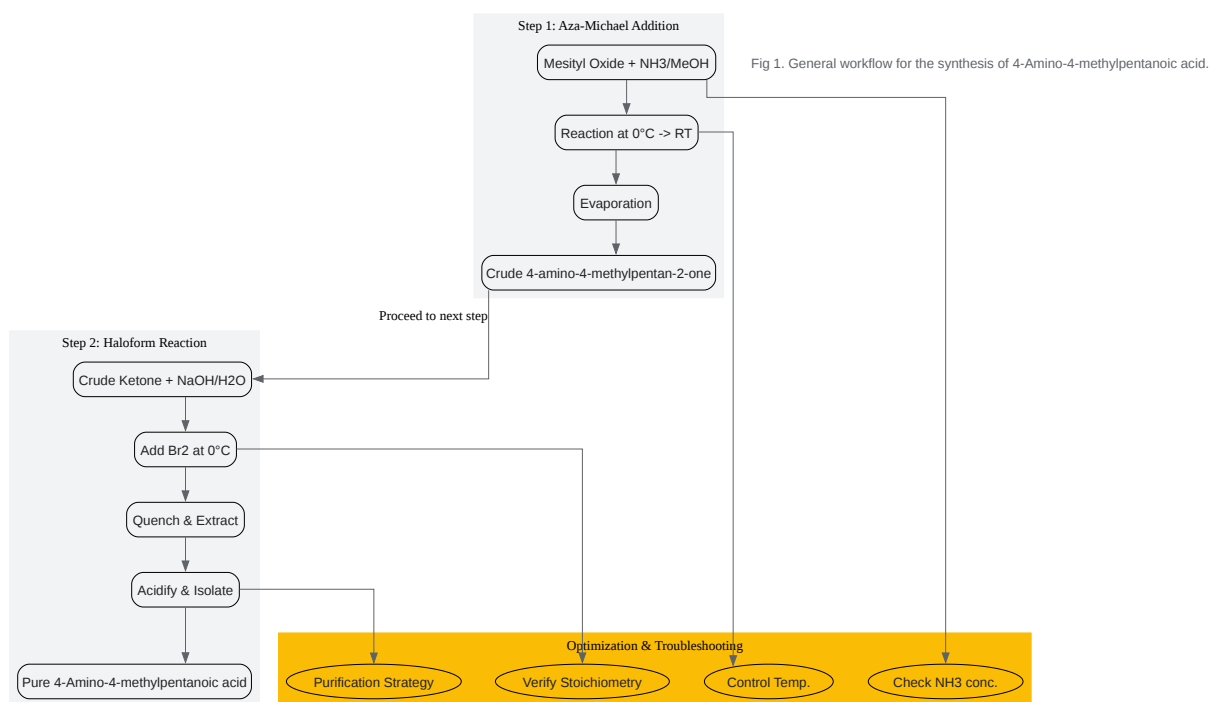 Step 1: Aza-Michael Addition
Mesityl Oxide + NH3/MeOH
Fig 1. General workflow for the synthesis of 4-Amino-4-methylpentanoic acid.
Reaction at 0°C -> RT
Evaporation
Crude 4-amino-4-methylpentan-2-one
Proceed to next step
Step 2: Haloform Reaction
Crude Ketone + NaOH/H2O
Add Br2 at 0°C
Quench & Extract
Acidify & Isolate
Pure 4-Amino-4-methylpentanoic acid
Optimization & Troubleshooting
Purification Strategy
Verify Stoichiometry
Control Temp.
Check NH3 conc.